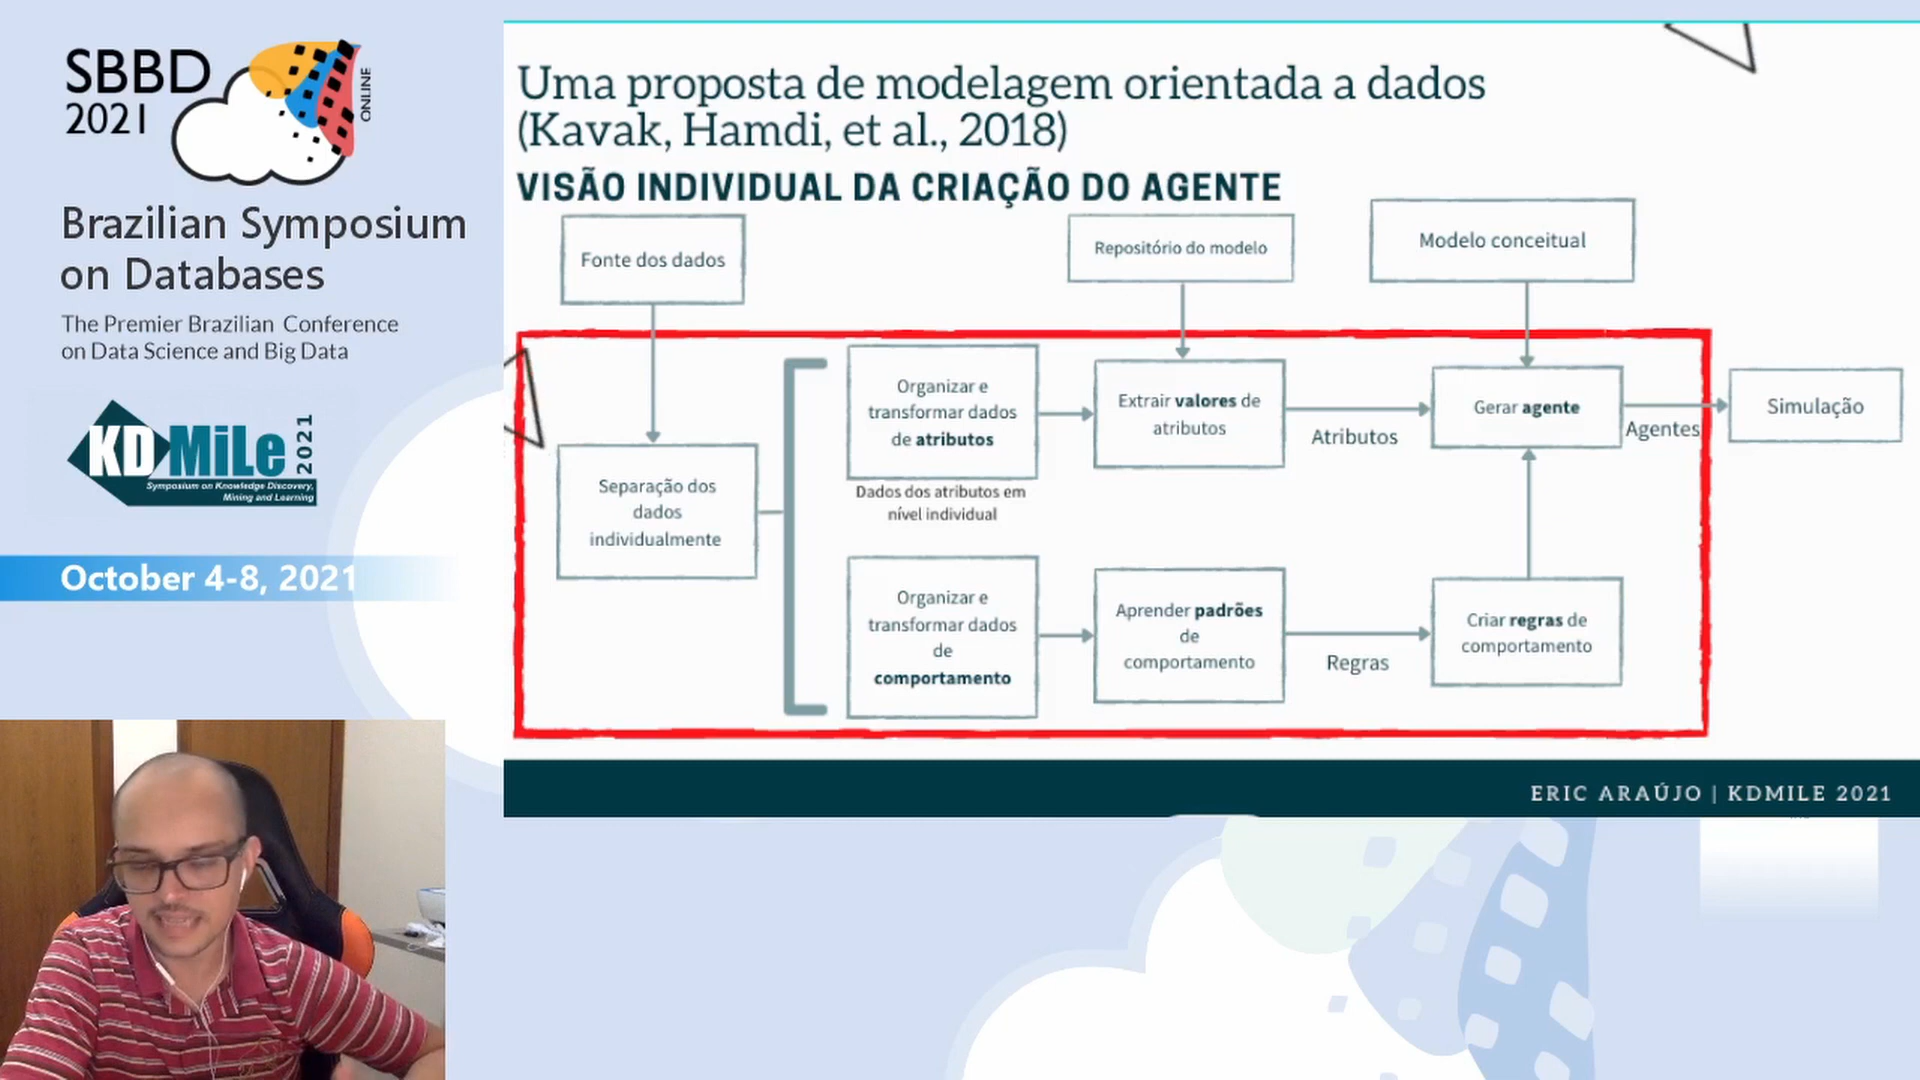 SBBD
2021
ONLINE
Brazilian Symposium
on Databases
The Premier Brazilian Conference
on Data Science and Big Data
KDMiLe
2021
Symposium on Knowledge Discovery,
Mining and Learning
October 4-8, 2021
Uma proposta de modelagem orientada a dados
(Kavak, Hamdi, et al., 2018)
VISÃO INDIVIDUAL DA CRIAÇÃO DO AGENTE
Fonte dos dados
Repositório do modelo
Modelo conceitual
Separação dos
dados
individualmente
Organizar e
transformar dados
de atributos
Dados dos atributos em
nível individual
Extrair valores de
atributos
Atributos
Gerar agente
Agentes
Simulação
Organizar e
transformar dados
de
comportamento
Aprender padrões
de
comportamento
Regras
Criar regras de
comportamento
ERIC ARAÚJO | KDMILE 2021